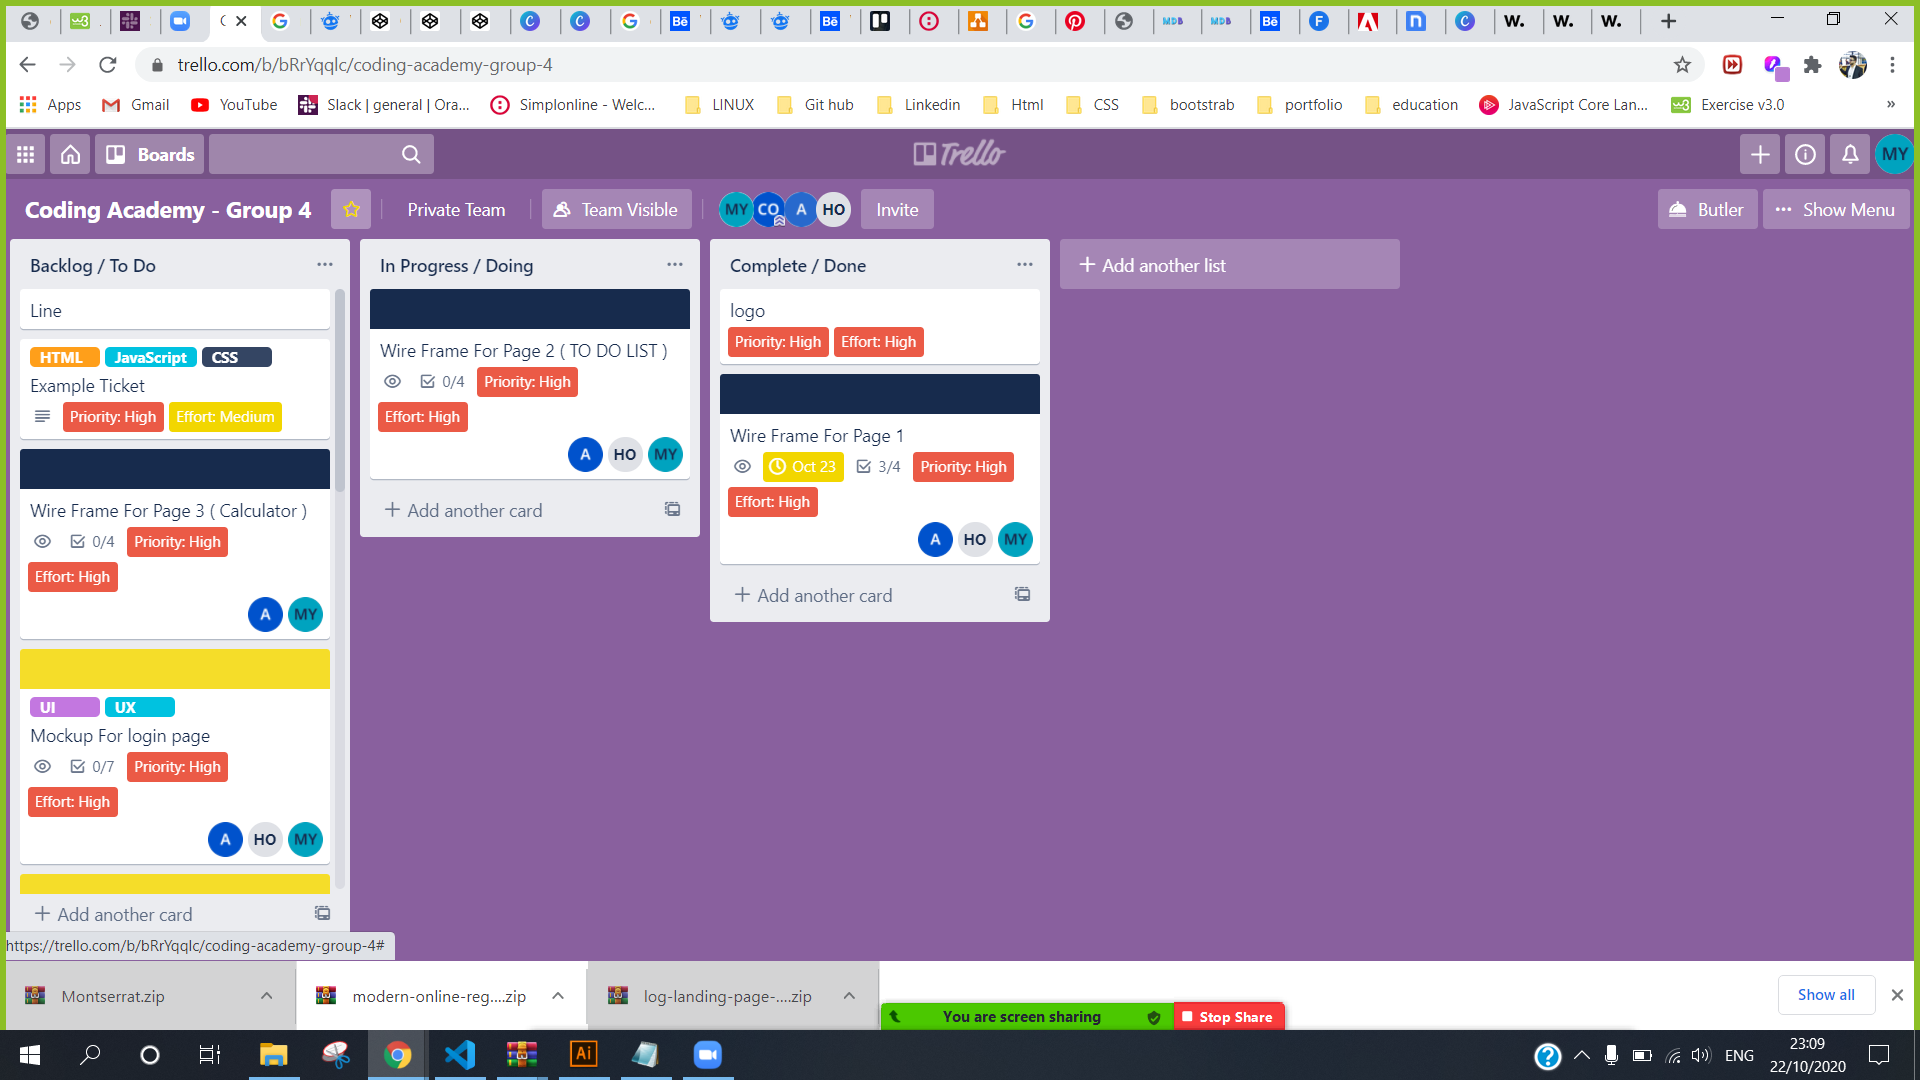 trello.com/b/bRrYqqlc/coding-academy-group-4
Apps Gmail YouTube Slack | general | Ora... Simplonline - Welc... LINUX Git hub Linkedin Html CSS bootstrab portfolio education JavaScript Core Lan... Exercise v3.0 »
Boards Trello MY
Coding Academy - Group 4 Private Team Team Visible MY CO A HO Invite Butler Show Menu
Backlog / To Do
Line
HTML JavaScript CSS
Example Ticket
Priority: High Effort: Medium
Wire Frame For Page 3 ( Calculator )
0/4 Priority: High
Effort: High
A MY
UI UX
Mockup For login page
0/7 Priority: High
Effort: High
A HO MY
+ Add another card
In Progress / Doing
Wire Frame For Page 2 ( TO DO LIST )
0/4 Priority: High
Effort: High
A HO MY
+ Add another card
Complete / Done
logo
Priority: High Effort: High
Wire Frame For Page 1
Oct 23 3/4 Priority: High
Effort: High
A HO MY
+ Add another card
+ Add another list
https://trello.com/b/bRrYqqlc/coding-academy-group-4#
Montserrat.zip modern-online-reg....zip log-landing-page-....zip Show all
You are screen sharing Stop Share
Ai ENG 23:09
22/10/2020